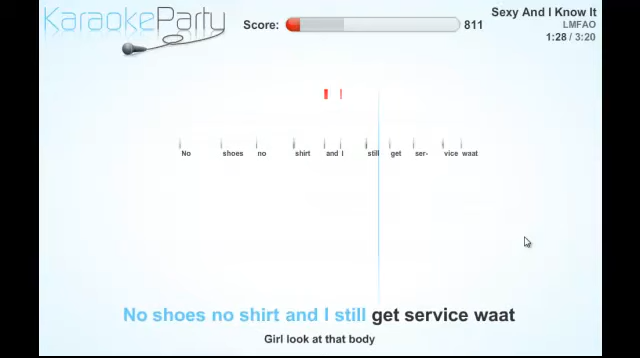 KaraokeParty
Score: 811
Sexy And I Know It
LMFAO
1:28 / 3:20
No shoes no shirt and I still get ser- vice waat
No shoes no shirt and I still get service waat
Girl look at that body